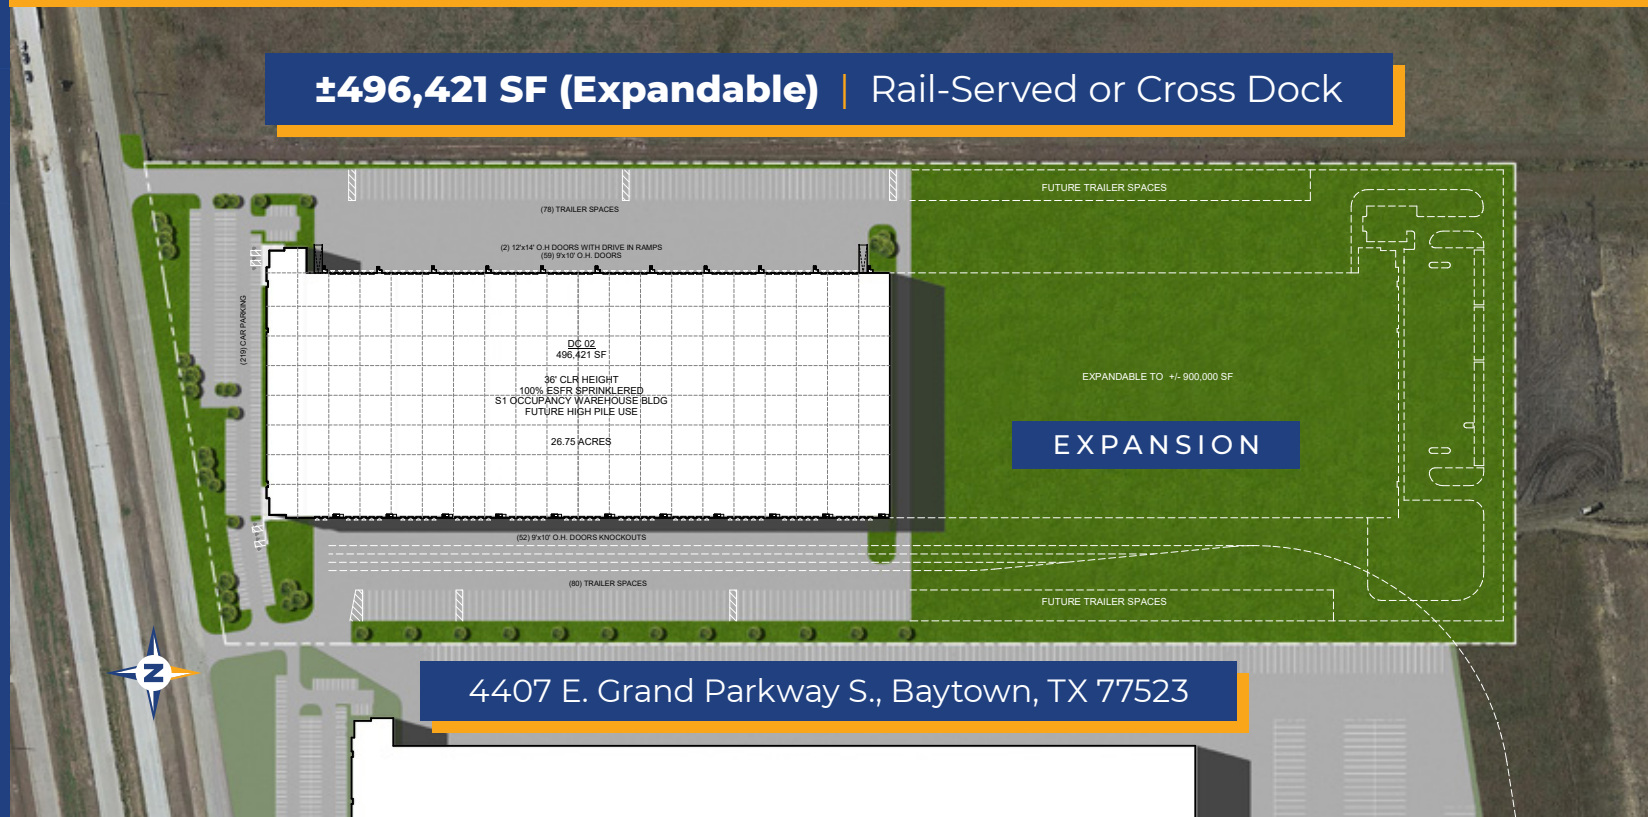 ±496,421 SF (Expandable) | Rail-Served or Cross Dock
FUTURE TRAILER SPACES
(78) TRAILER SPACES
(2) 12'x14' O.H DOORS WITH DRIVE IN RAMPS
(59) 9'x10' O.H. DOORS
(219) CAR PARKING
DC 02
496,421 SF
36' CLR HEIGHT
100% ESFR SPRINKLERED
S1 OCCUPANCY WAREHOUSE BLDG
FUTURE HIGH PILE USE
26.75 ACRES
EXPANDABLE TO +/- 900,000 SF
EXPANSION
(52) 9'x10' O.H. DOORS KNOCKOUTS
(80) TRAILER SPACES
FUTURE TRAILER SPACES
N
4407 E. Grand Parkway S., Baytown, TX 77523